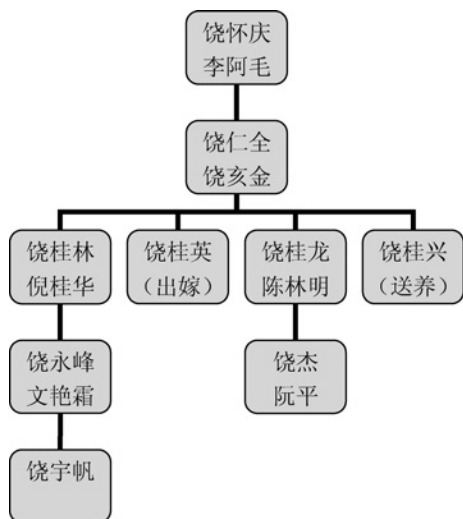 饶怀庆
李阿毛
饶仁全
饶亥金
饶桂林
倪桂华
饶桂英
（出嫁）
饶桂龙
陈林明
饶桂兴
（送养）
饶永峰
文艳霜
饶杰
阮平
饶宇帆